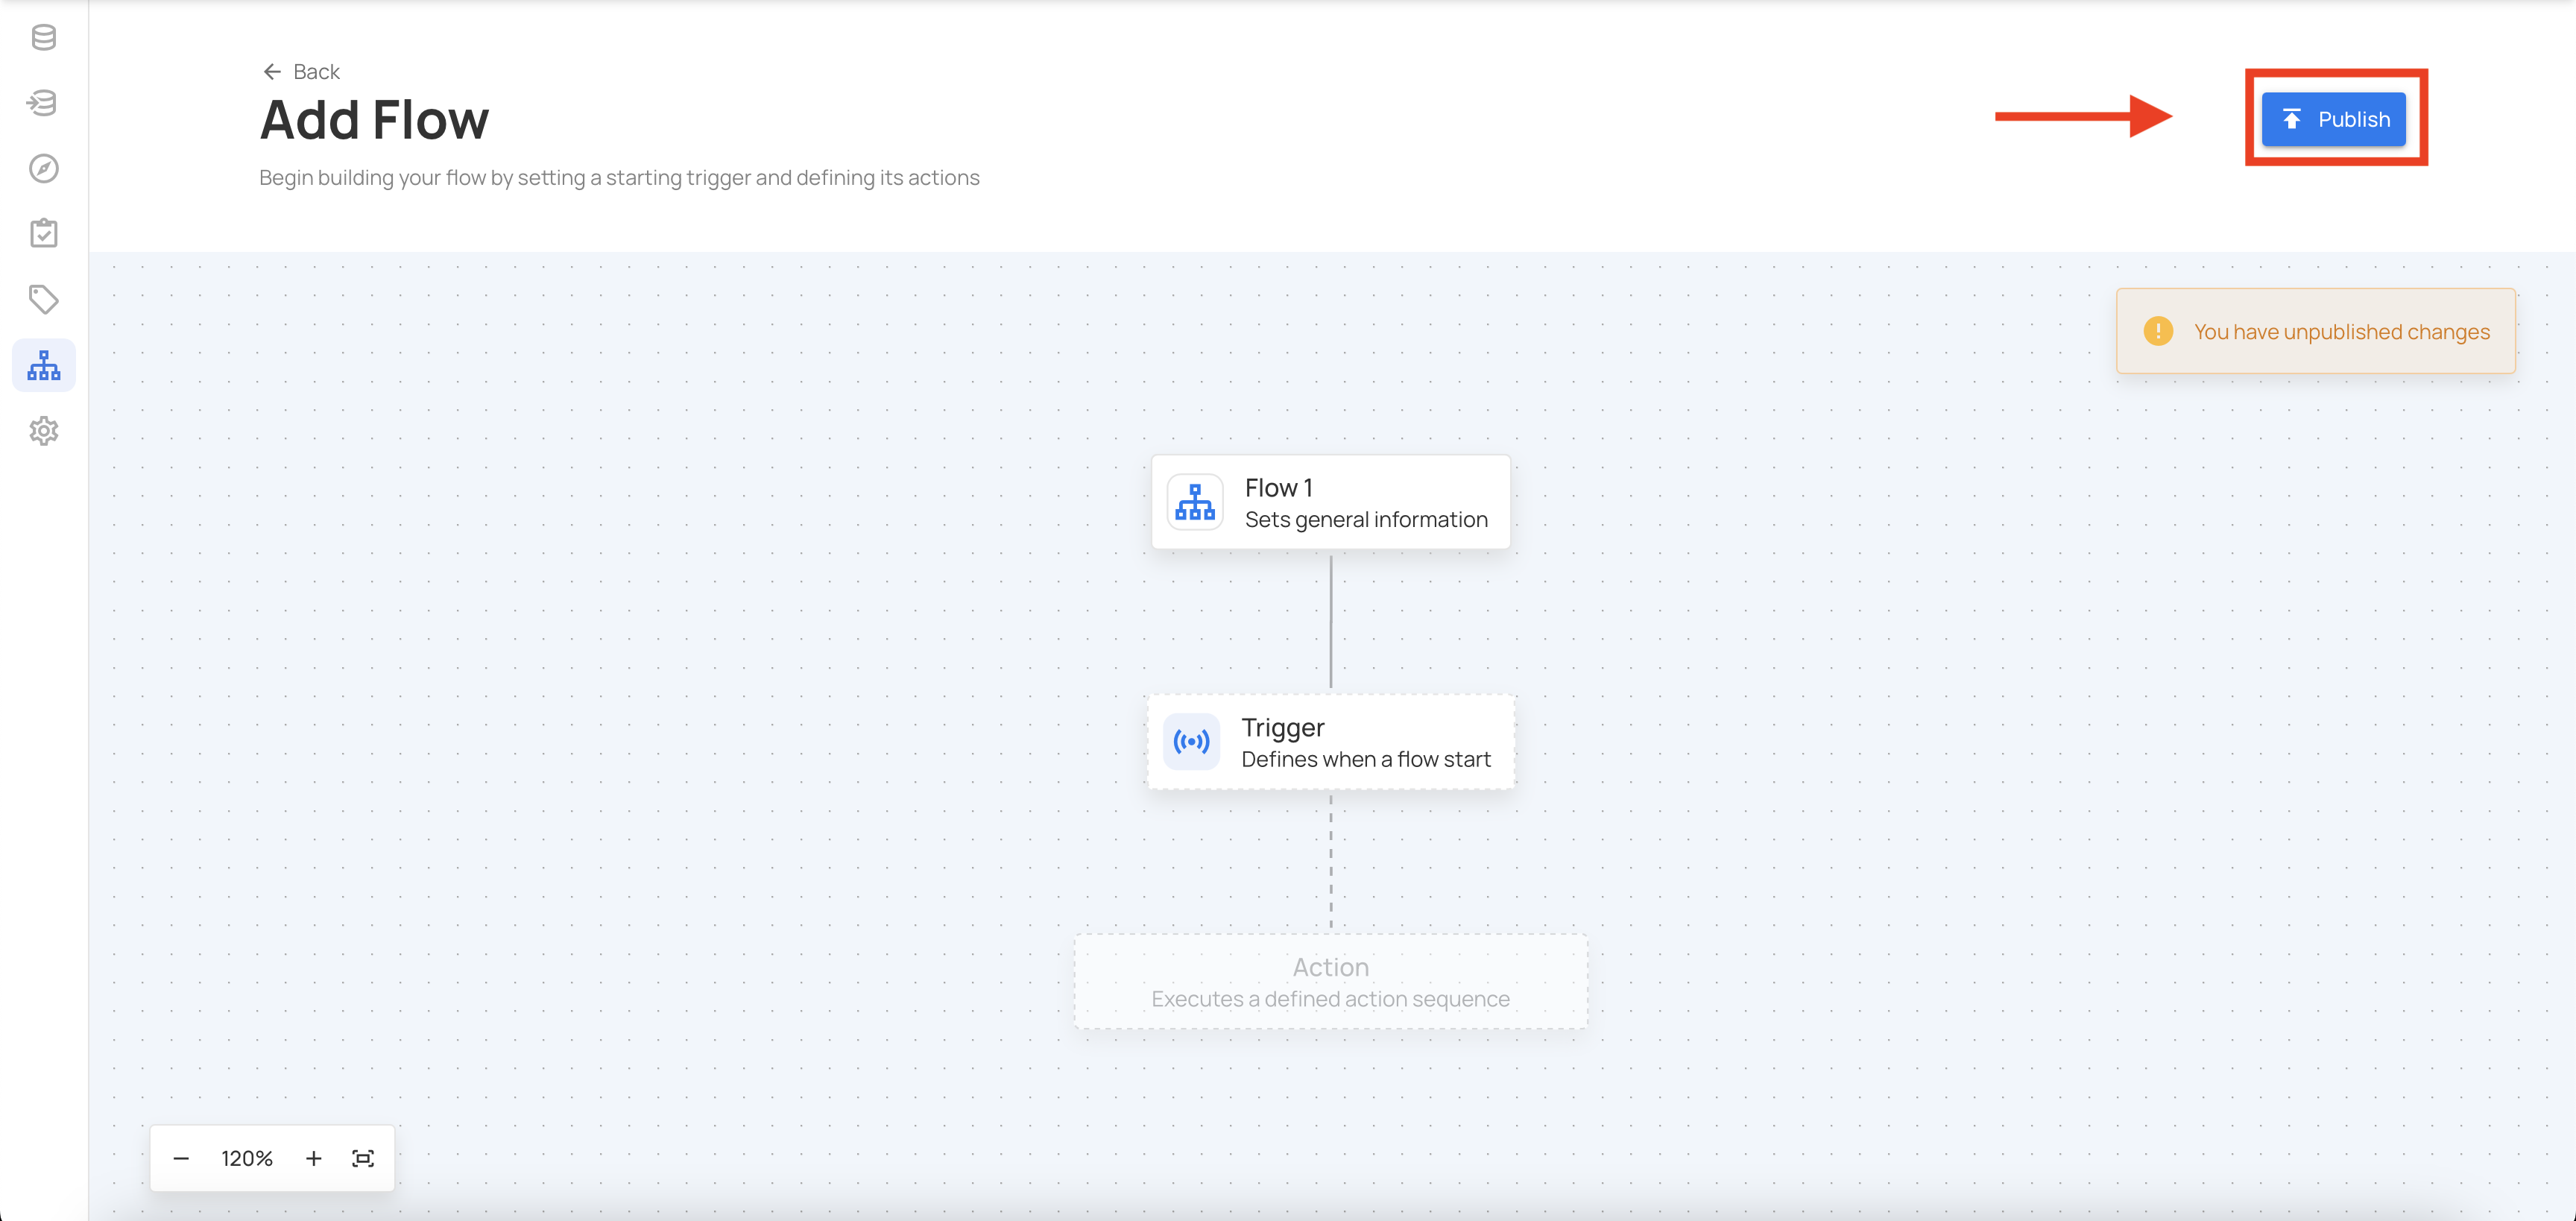 Back
Add Flow
Begin building your flow by setting a starting trigger and defining its actions
Publish
You have unpublished changes
Flow 1
Sets general information
Trigger
Defines when a flow start
Action
Executes a defined action sequence
120%